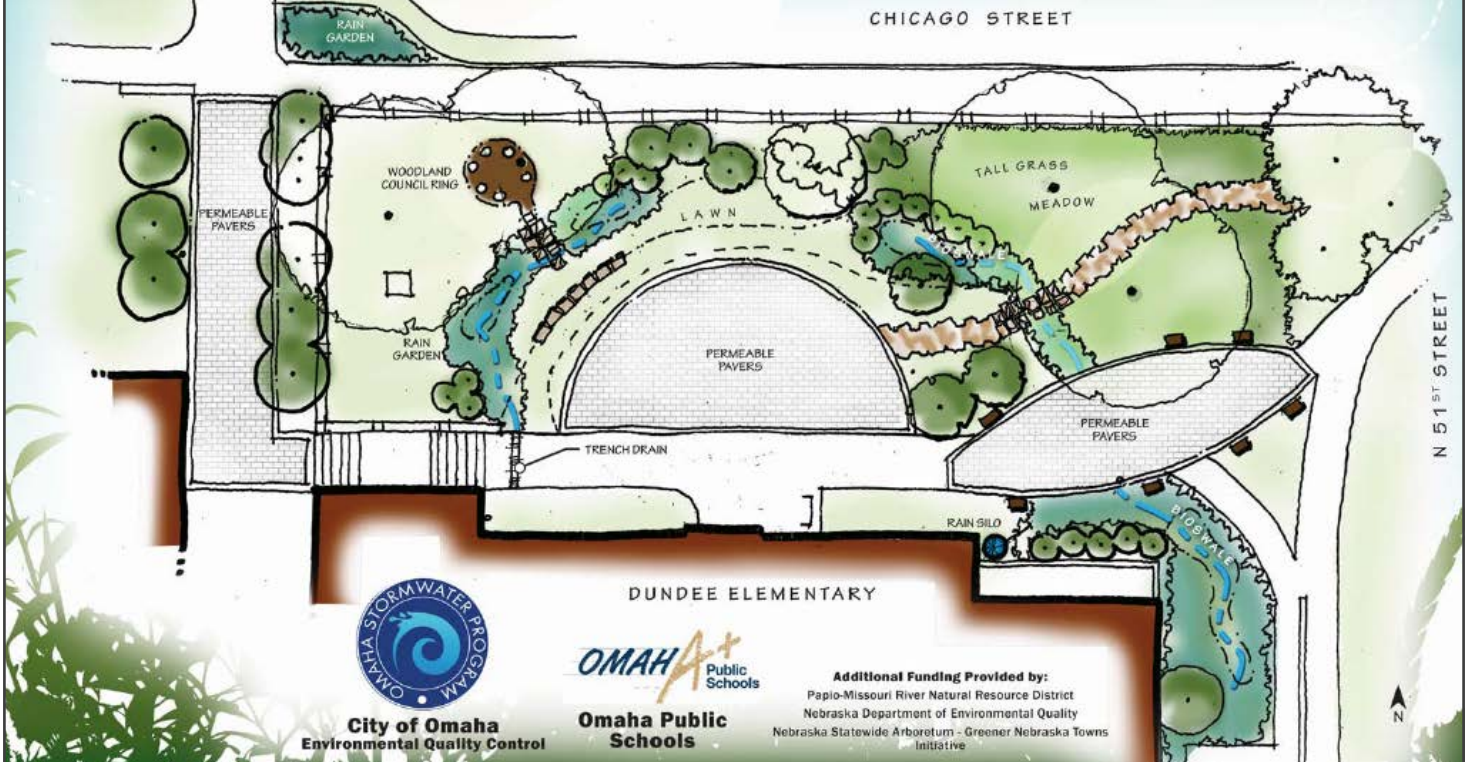 CHICAGO STREET
RAIN
GARDEN
WOODLAND
COUNCIL RING
TALL GRASS
MEADOW
PERMEABLE
PAVERS
LAWN
RAIN
GARDEN
PERMEABLE
PAVERS
N 51ST STREET
PERMEABLE
PAVERS
TRENCH DRAIN
RAIN SILO
BIOSWALE
DUNDEE ELEMENTARY
OMAHA STORMWATER PROGRAM
City of Omaha
Environmental Quality Control
OMAHA+
Public
Schools
Omaha Public
Schools
Additional Funding Provided by:
Papio-Missouri River Natural Resource District
Nebraska Department of Environmental Quality
Nebraska Statewide Arboretum - Greener Nebraska Towns
Initiative
N